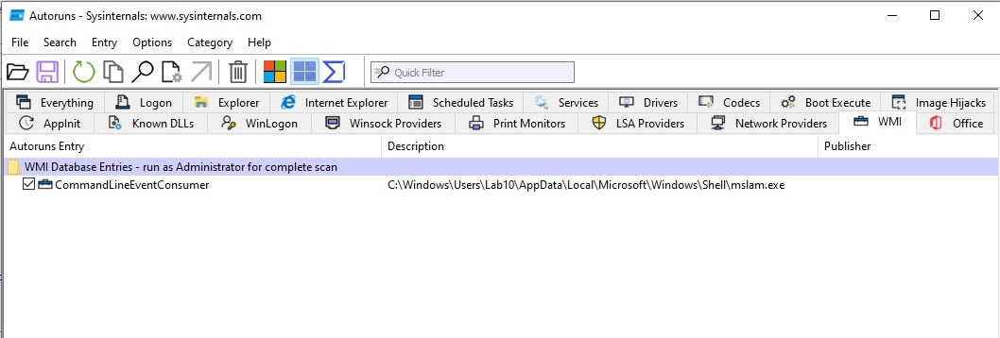 Autoruns - Sysinternals: www.sysinternals.com
File Search Entry Options Category Help
Quick Filter
Everything Logon Explorer Internet Explorer Scheduled Tasks Services Drivers Codecs Boot Execute Image Hijacks
AppInit Known DLLs WinLogon Winsock Providers Print Monitors LSA Providers Network Providers WMI Office
Autoruns Entry Description Publisher
WMI Database Entries - run as Administrator for complete scan
CommandLineEventConsumer C:\Windows\Users\Lab10\AppData\Local\Microsoft\Windows\Shell\mslam.exe